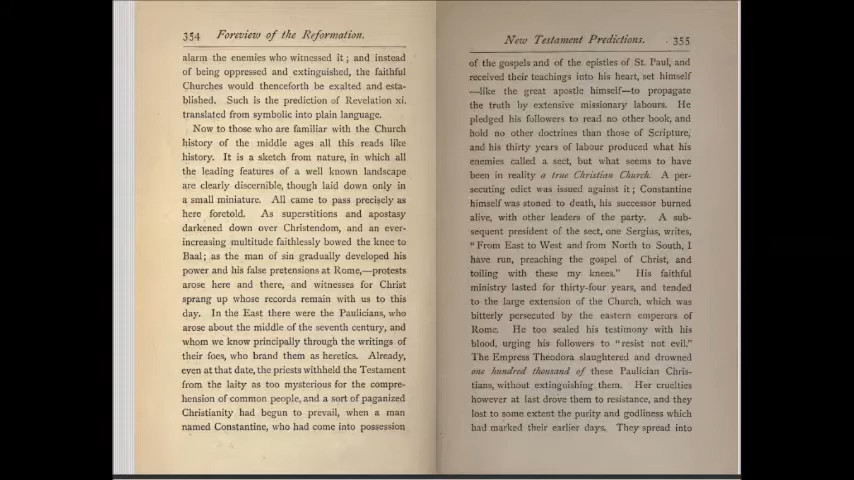 354 Foreview of the Reformation.
alarm the enemies who witnessed it; and instead
of being oppressed and extinguished, the faithful
Churches would thenceforth be exalted and esta-
blished. Such is the prediction of Revelation xi.
translated from symbolic into plain language.
Now to those who are familiar with the Church
history of the middle ages all this reads like
history. It is a sketch from nature, in which all
the leading features of a well known landscape
are clearly discernible, though laid down only in
a small miniature. All came to pass precisely as
here foretold. As superstitions and apostasy
darkened down over Christendom, and an ever-
increasing multitude faithlessly bowed the knee to
Baal; as the man of sin gradually developed his
power and his false pretensions at Rome,—protests
arose here and there, and witnesses for Christ
sprang up whose records remain with us to this
day. In the East there were the Paulicians, who
arose about the middle of the seventh century, and
whom we know principally through the writings of
their foes, who brand them as heretics. Already,
even at that date, the priests withheld the Testament
from the laity as too mysterious for the compre-
hension of common people, and a sort of paganized
Christianity had begun to prevail, when a man
named Constantine, who had come into possession
New Testament Predictions. 355
of the gospels and of the epistles of St. Paul, and
received their teachings into his heart, set himself
—like the great apostle himself—to propagate
the truth by extensive missionary labours. He
pledged his followers to read no other book, and
hold no other doctrines than those of Scripture,
and his thirty years of labour produced what his
enemies called a sect, but what seems to have
been in reality a true Christian Church. A per-
secuting edict was issued against it; Constantine
himself was stoned to death, his successor burned
alive, with other leaders of the party. A sub-
sequent president of the sect, one Sergius, writes,
"From East to West and from North to South, I
have run, preaching the gospel of Christ, and
toiling with these my knees." His faithful
ministry lasted for thirty-four years, and tended
to the large extension of the Church, which was
bitterly persecuted by the eastern emperors of
Rome. He too sealed his testimony with his
blood, urging his followers to "resist not evil."
The Empress Theodora slaughtered and drowned
one hundred thousand of these Paulician Chris-
tians, without extinguishing them. Her cruelties
however at last drove them to resistance, and they
lost to some extent the purity and godliness which
had marked their earlier days. They spread into